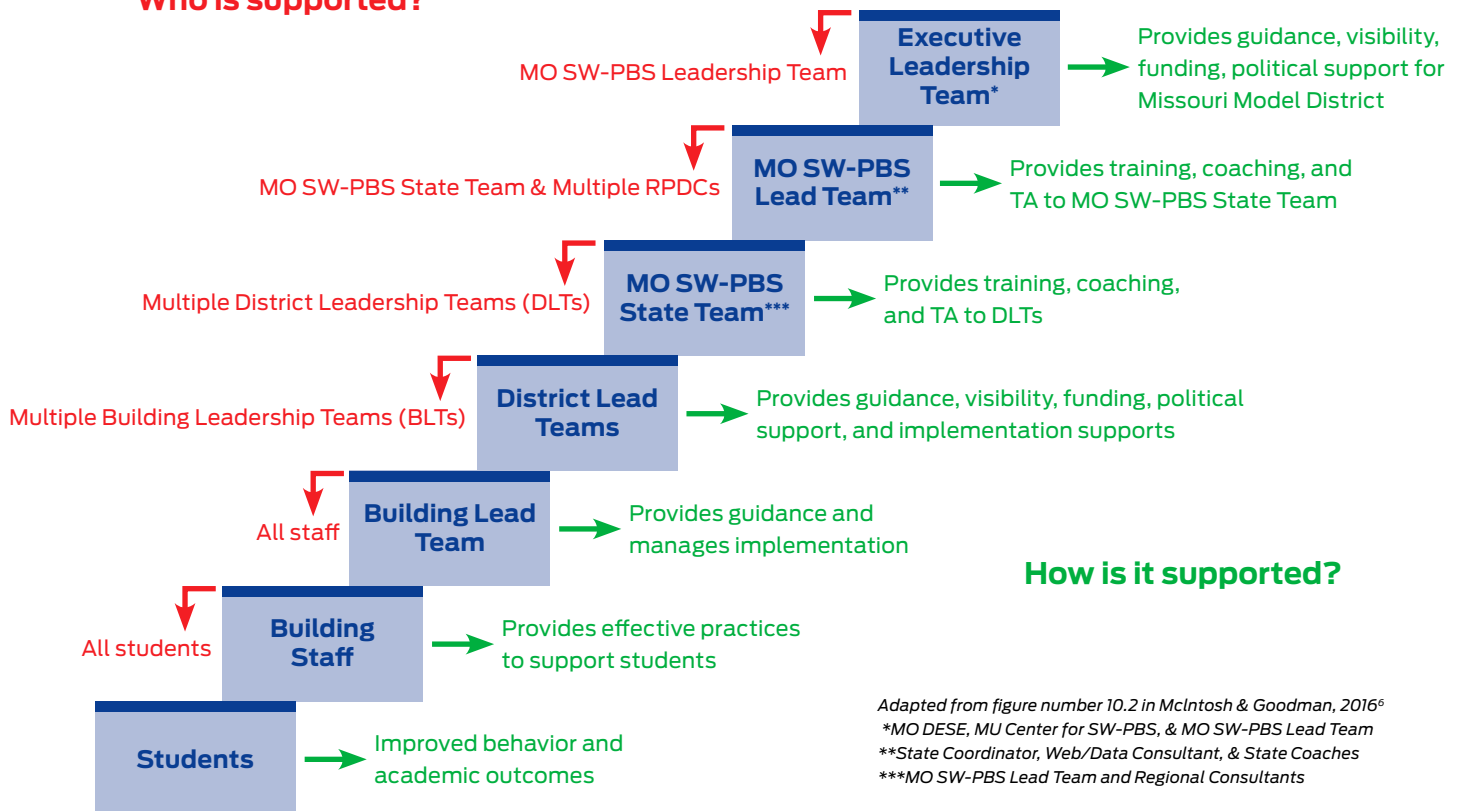 Who is supported?
MO SW-PBS Leadership Team
Executive
Leadership
Team*
Provides guidance, visibility,
funding, political support for
Missouri Model District
MO SW-PBS State Team & Multiple RPDCs
MO SW-PBS
Lead Team**
Provides training, coaching, and
TA to MO SW-PBS State Team
Multiple District Leadership Teams (DLTs)
MO SW-PBS
State Team***
Provides training, coaching,
and TA to DLTs
Multiple Building Leadership Teams (BLTs)
District Lead
Teams
Provides guidance, visibility, funding, political
support, and implementation supports
All staff
Building Lead
Team
Provides guidance and
manages implementation
How is it supported?
All students
Building
Staff
Provides effective practices
to support students
Students
Improved behavior and
academic outcomes
Adapted from figure number 10.2 in McIntosh & Goodman, 2016⁶
*MO DESE, MU Center for SW-PBS, & MO SW-PBS Lead Team
**State Coordinator, Web/Data Consultant, & State Coaches
***MO SW-PBS Lead Team and Regional Consultants